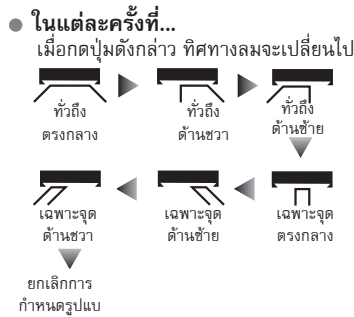 ● ในแต่ละครั้งที่...
เมื่อกดปุ่มดังกล่าว ทิศทางลมจะเปลี่ยนไป
ทั่วถึง ทั่วถึง ทั่วถึง
ตรงกลาง ด้านชวา ด้านซ้าย
เฉพาะจุด เฉพาะจุด เฉพาะจุด
ด้านชวา ด้านซ้าย ตรงกลาง
ยกเลิกการ
กำหนดรูปแบ